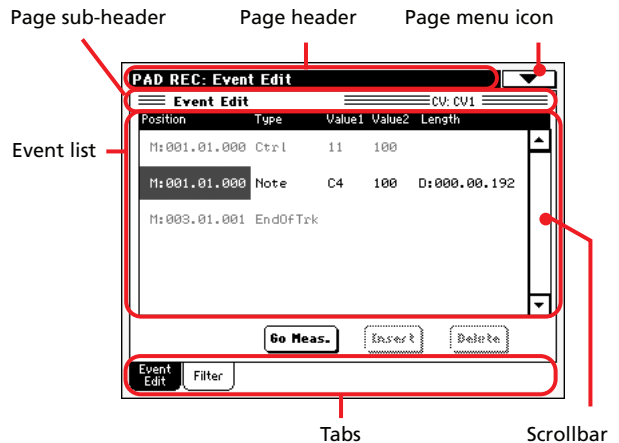 Page sub-header Page header Page menu icon
PAD REC: Event Edit
Event Edit CV: CV1
Position Type Value1 Value2 Length
Event list
M:001.01.000 Ctrl 11 100
M:001.01.000 Note C4 100 D:000.00.192
M:003.01.001 EndOfTrk
Go Meas. Insert Delete
Event Edit Filter
Tabs Scrollbar